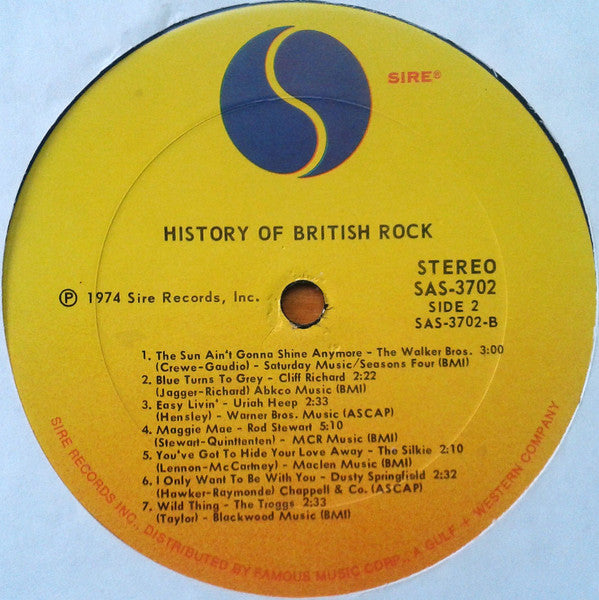 SIRE®
HISTORY OF BRITISH ROCK
STEREO
SAS-3702
SIDE 2
SAS-3702-B
℗ 1974 Sire Records, Inc.
1. The Sun Ain't Gonna Shine Anymore – The Walker Bros. 3:00
(Crewe-Gaudio) – Saturday Music/Seasons Four (BMI)
2. Blue Turns To Grey – Cliff Richard 2:22
(Jagger-Richard) Abkco Music (BMI)
3. Easy Livin' – Uriah Heep 2:33
(Hensley) – Warner Bros. Music (ASCAP)
4. Maggie Mae – Rod Stewart 5:10
(Stewart-Quinttenten) – MCR Music (BMI)
5. You've Got To Hide Your Love Away – The Silkie 2:10
(Lennon-McCartney) – Maclen Music (BMI)
6. I Only Want To Be With You – Dusty Springfield 2:32
(Hawker-Raymonde) Chappell & Co. (ASCAP)
7. Wild Thing – The Troggs 2:33
(Taylor) – Blackwood Music (BMI)
SIRE RECORDS INC., DISTRIBUTED BY FAMOUS MUSIC CORP., A GULF + WESTERN COMPANY